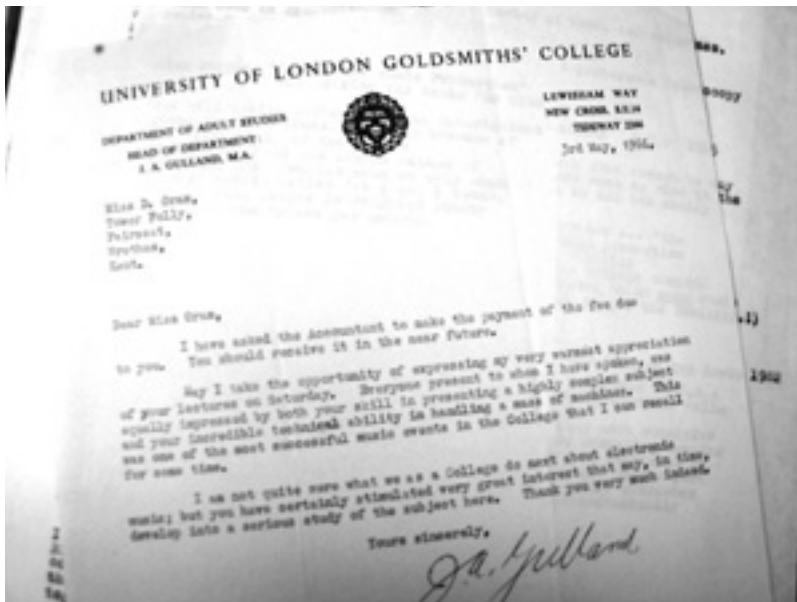 UNIVERSITY OF LONDON GOLDSMITHS' COLLEGE
DEPARTMENT OF ADULT STUDIES
HEAD OF DEPARTMENT:
J. A. GULLAND, M.A.
LEWISHAM WAY
NEW CROSS, S.E.14
TIDEWAY
3rd May, 1966.
Miss D. Oram,
Tower Folly,
Fairseat,
Wrotham,
Kent.
Dear Miss Oram,
I have asked the Accountant to make the payment of the fee due
to you. You should receive it in the near future.
May I take the opportunity of expressing my very warmest appreciation
of your lectures on Saturday. Everyone present to whom I have spoken, was
equally impressed by both your skill in presenting a highly complex subject
and your incredible technical ability in handling a mass of machines. This
was one of the most successful music events in the College that I can recall
for some time.
I am not quite sure what we as a College do next about electronic
music; but you have certainly stimulated very great interest that may, in time,
develop into a serious study of the subject here. Thank you very much indeed.
Yours sincerely,
J.A. Gulland